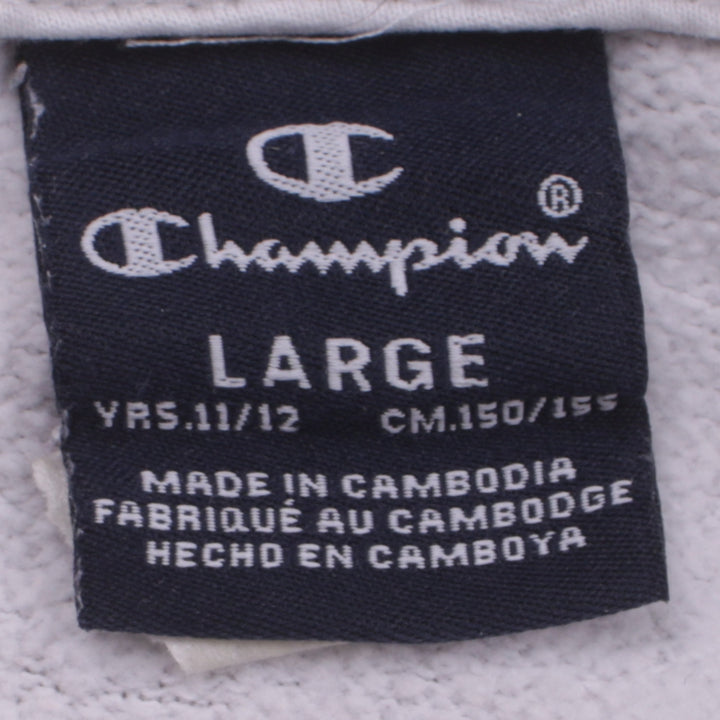 Champion®
LARGE
YRS.11/12 CM.150/155
MADE IN CAMBODIA
FABRIQUÉ AU CAMBODGE
HECHO EN CAMBOYA